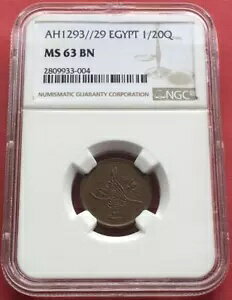 AH1293//29 EGYPT 1/20Q
MS 63 BN
2809933-004
NUMISMATIC GUARANTY CORPORATION
NGC